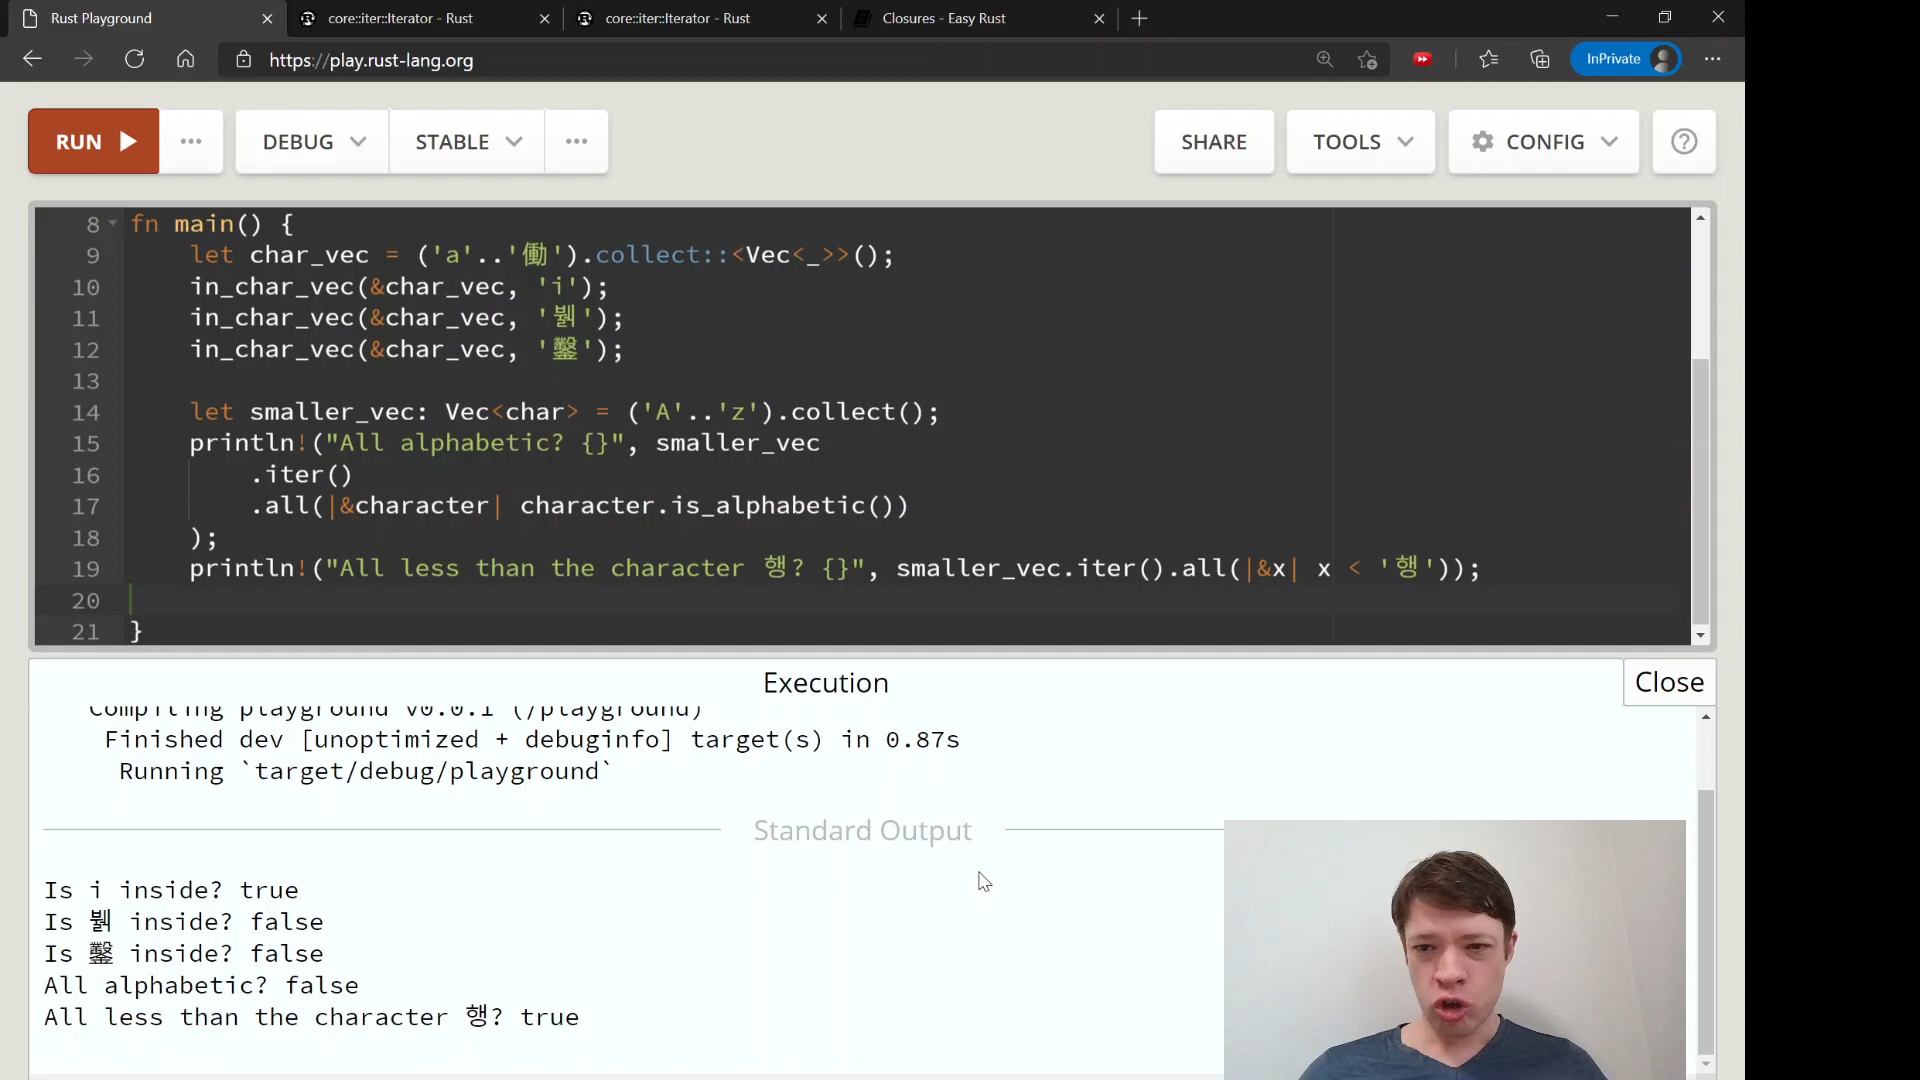 Rust Playground
core::iter::Iterator - Rust
core::iter::Iterator - Rust
Closures - Easy Rust
https://play.rust-lang.org
InPrivate
RUN
DEBUG
STABLE
SHARE
TOOLS
CONFIG
8 fn main() {
9 let char_vec = ('a'..'働').collect::<Vec<_>>();
10 in_char_vec(&char_vec, 'i');
11 in_char_vec(&char_vec, '뷁');
12 in_char_vec(&char_vec, '鑿');
13
14 let smaller_vec: Vec<char> = ('A'..'z').collect();
15 println!("All alphabetic? {}", smaller_vec
16 .iter()
17 .all(|&character| character.is_alphabetic())
18 );
19 println!("All less than the character 행? {}", smaller_vec.iter().all(|&x| x < '행'));
20
21 }
Execution
Close
Compiling playground v0.0.1 (/playground)
Finished dev [unoptimized + debuginfo] target(s) in 0.87s
Running `target/debug/playground`
Standard Output
Is i inside? true
Is 뷁 inside? false
Is 鑿 inside? false
All alphabetic? false
All less than the character 행? true